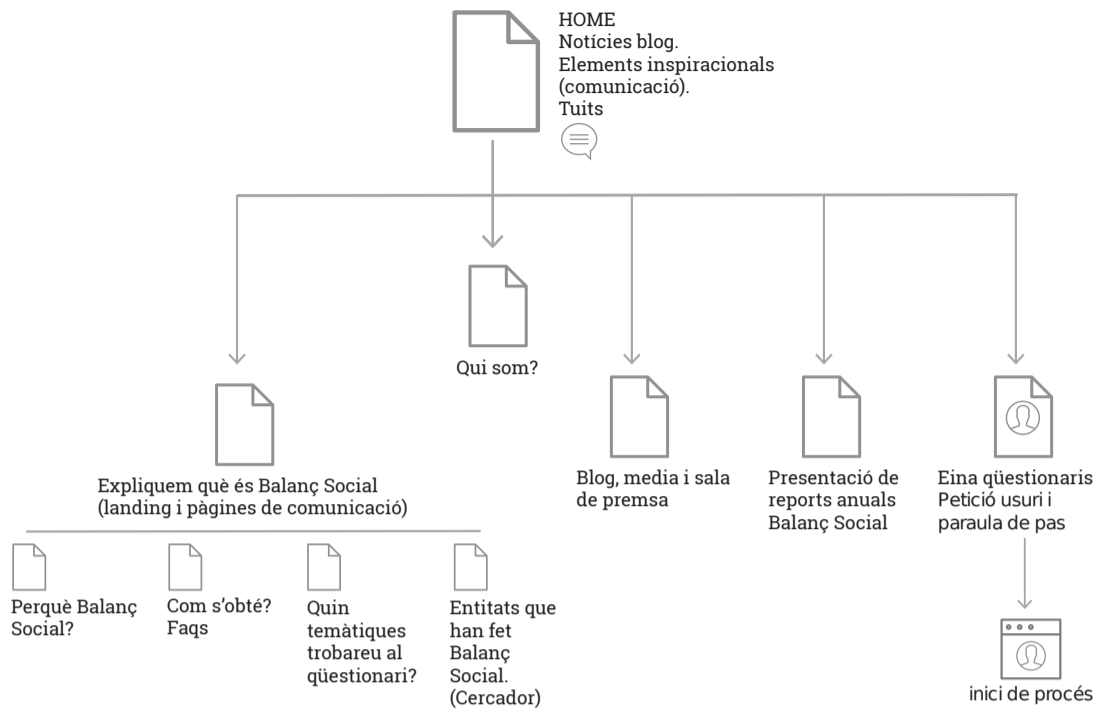 HOME
Notícies blog.
Elements inspiracionals
(comunicació).
Tuits
Qui som?
Expliquem què és Balanç Social
(landing i pàgines de comunicació)
Blog, media i sala
de premsa
Presentació de
reports anuals
Balanç Social
Eina qüestionaris
Petició usuri i
paraula de pas
Perquè Balanç
Social?
Com s’obté?
Faqs
Quin
temàtiques
trobareu al
qüestionari?
Entitats que
han fet
Balanç
Social.
(Cercador)
inici de procés